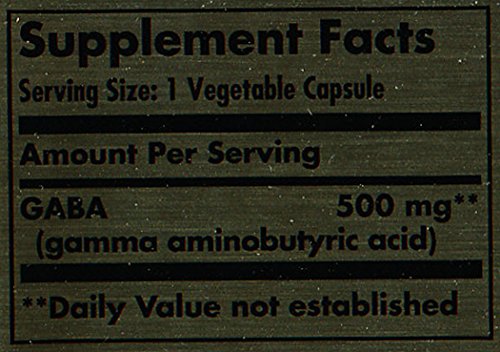 Supplement Facts
Serving Size: 1 Vegetable Capsule
Amount Per Serving
GABA 500 mg**
(gamma aminobutyric acid)
**Daily Value not established